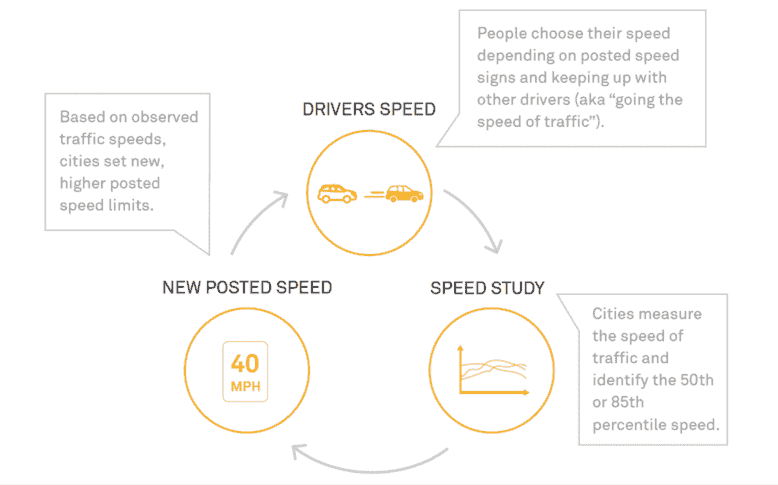 People choose their speed
depending on posted speed
signs and keeping up with
other drivers (aka “going the
speed of traffic”).
DRIVERS SPEED
Based on observed
traffic speeds,
cities set new,
higher posted
speed limits.
NEW POSTED SPEED
40
MPH
SPEED STUDY
Cities measure
the speed of
traffic and
identify the 50th
or 85th
percentile speed.